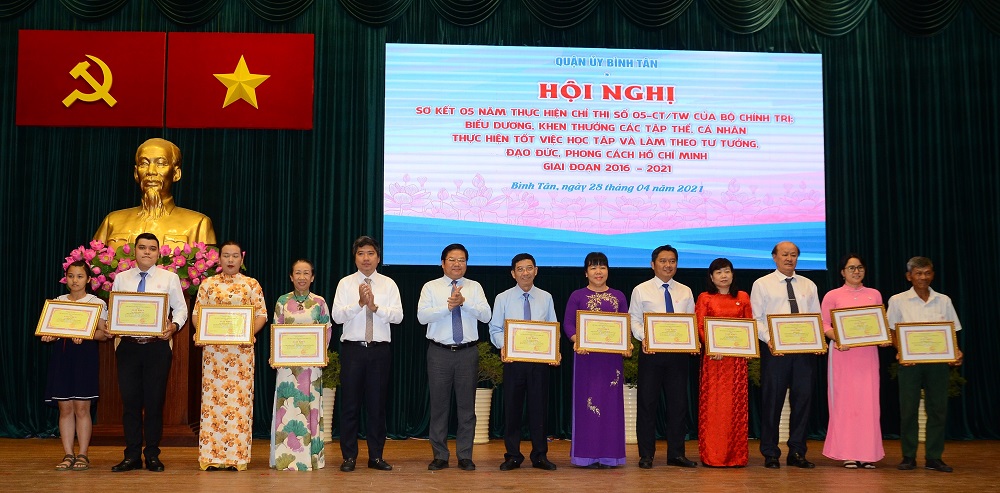 QUẬN ỦY BÌNH TÂN
HỘI NGHỊ
SƠ KẾT 05 NĂM THỰC HIỆN CHỈ THỊ SỐ 05-CT/TW CỦA BỘ CHÍNH TRỊ;
BIỂU DƯƠNG, KHEN THƯỞNG CÁC TẬP THỂ, CÁ NHÂN
THỰC HIỆN TỐT VIỆC HỌC TẬP VÀ LÀM THEO TƯ TƯỞNG,
ĐẠO ĐỨC, PHONG CÁCH HỒ CHÍ MINH
GIAI ĐOẠN 2016 - 2021
Bình Tân, ngày 28 tháng 04 năm 2021